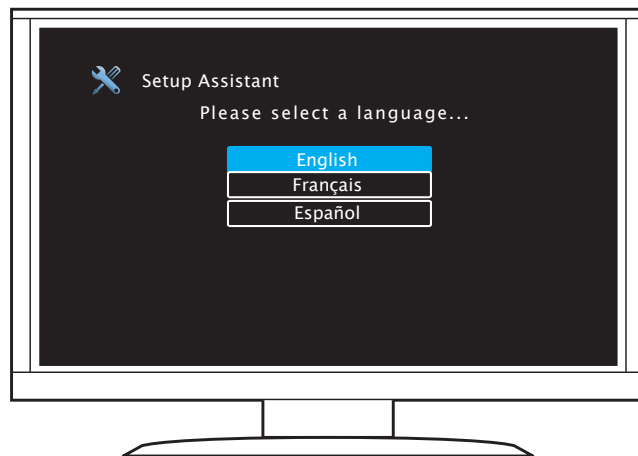 Setup Assistant
Please select a language...
English
Français
Español